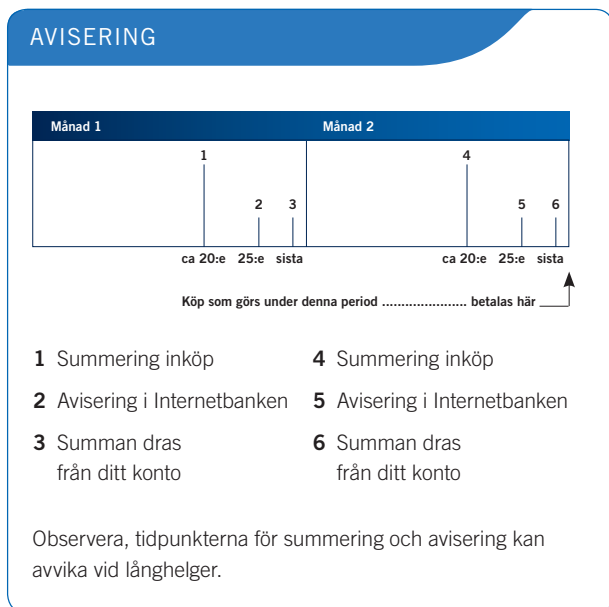 AVISERING
Månad 1 Månad 2
1 4
2 3 5 6
ca 20:e 25:e sista ca 20:e 25:e sista
Köp som görs under denna period ...................... betalas här
1 Summering inköp
2 Avisering i Internetbanken
3 Summan dras
från ditt konto
4 Summering inköp
5 Avisering i Internetbanken
6 Summan dras
från ditt konto
Observera, tidpunkterna för summering och avisering kan
avvika vid långhelger.